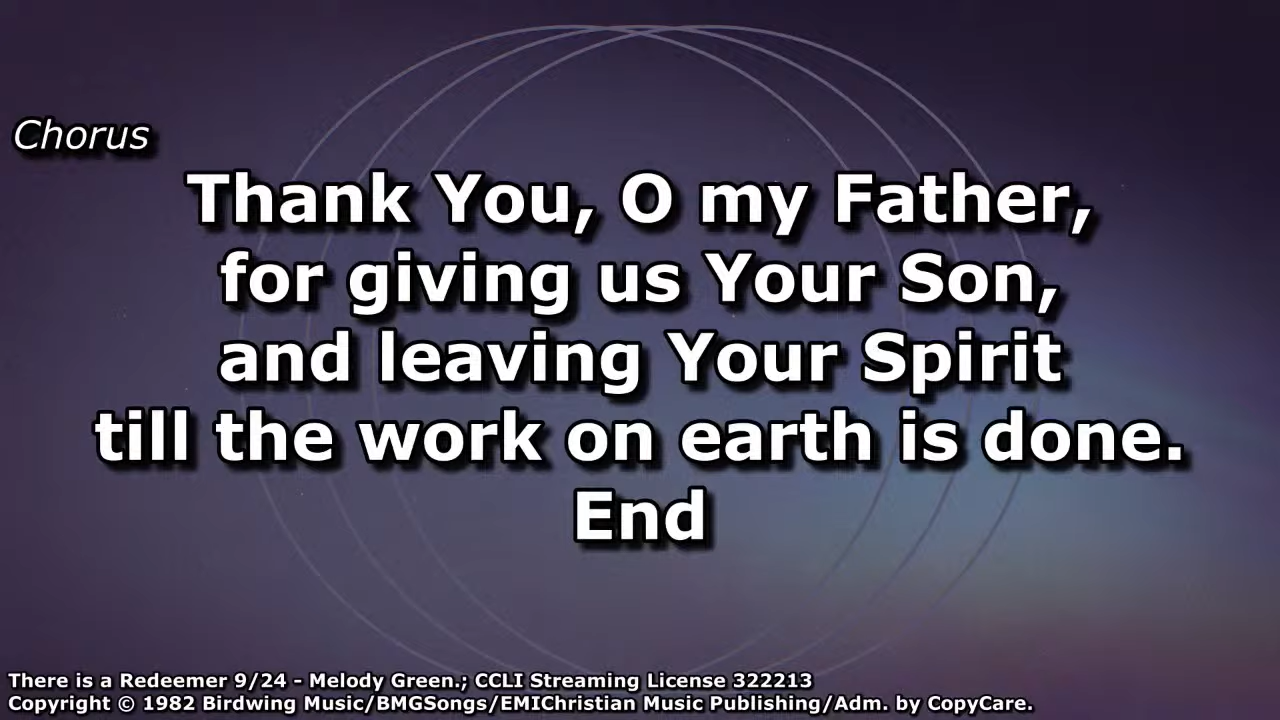 Chorus
Thank You, O my Father,
for giving us Your Son,
and leaving Your Spirit
till the work on earth is done.
End
There is a Redeemer 9/24 - Melody Green.; CCLI Streaming License 322213
Copyright © 1982 Birdwing Music/BMGSongs/EMIChristian Music Publishing/Adm. by CopyCare.